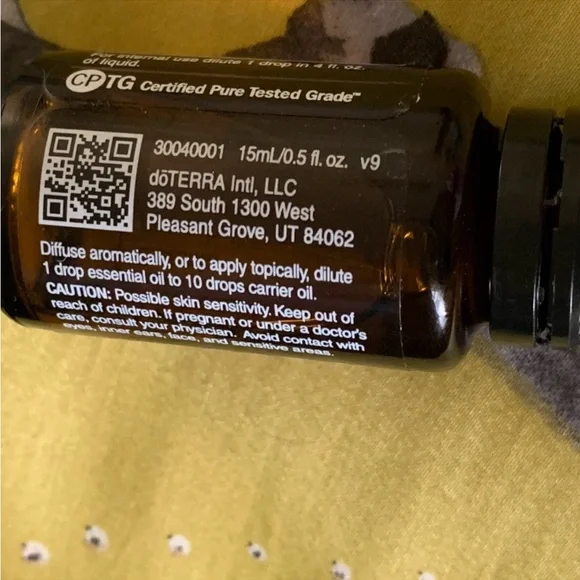 For internal use dilute 1 drop in 4 fl. oz.
of liquid.
CPTG Certified Pure Tested Grade™
30040001 15mL/0.5 fl. oz. v9
dōTERRA Intl, LLC
389 South 1300 West
Pleasant Grove, UT 84062
Diffuse aromatically, or to apply topically, dilute
1 drop essential oil to 10 drops carrier oil.
CAUTION: Possible skin sensitivity. Keep out of
reach of children. If pregnant or under a doctor's
care, consult your physician. Avoid contact with
eyes, inner ears, face, and sensitive areas.